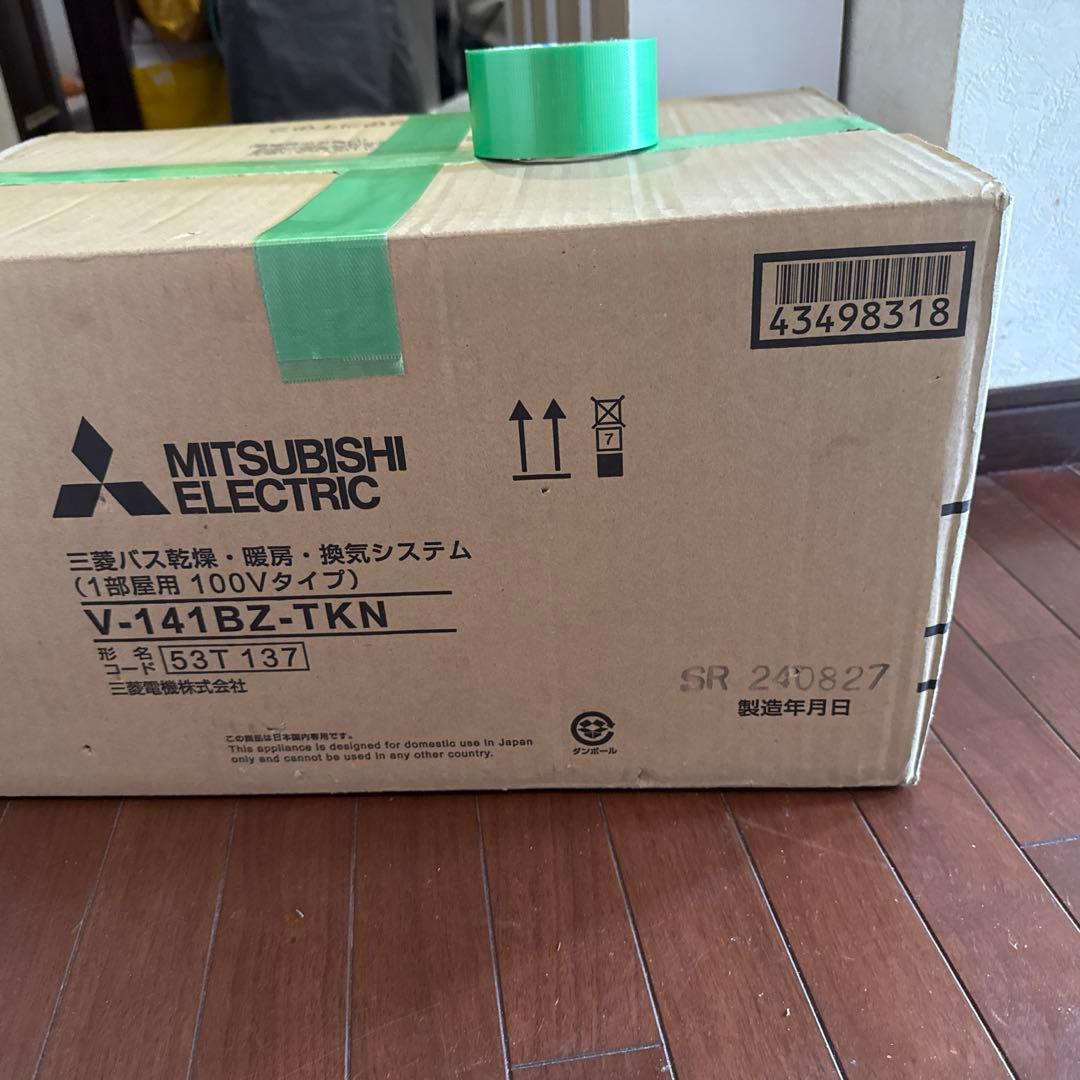 43498318
MITSUBISHI
ELECTRIC
7
三菱バス乾燥・暖房・換気システム
(1部屋用 100Vタイプ)
V-141BZ-TKN
形名
コード 53T 137
三菱電機株式会社
SR 240827
製造年月日
この商品は日本国内専用です。
This appliance is designed for domestic use in Japan
only and cannot be used in any other country.
ダンボール